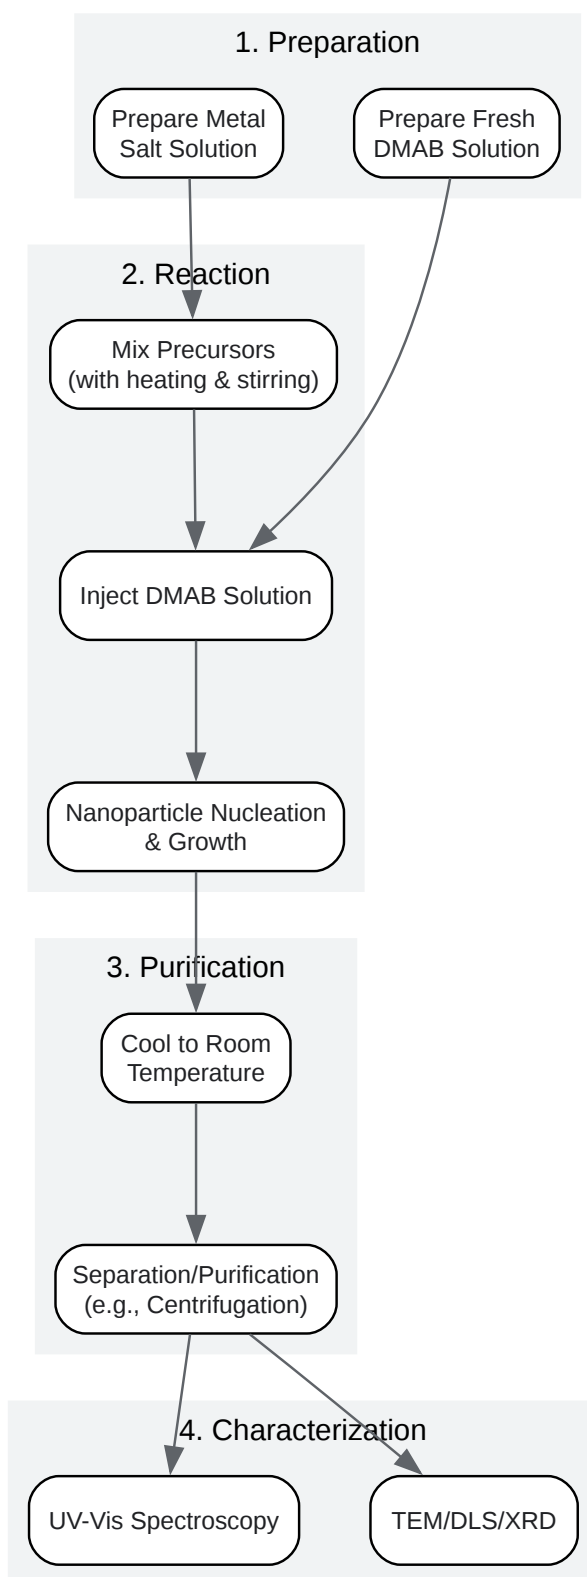 1. Preparation
Prepare Metal
Salt Solution
Prepare Fresh
DMAB Solution
2. Reaction
Mix Precursors
(with heating & stirring)
Inject DMAB Solution
Nanoparticle Nucleation
& Growth
3. Purification
Cool to Room
Temperature
Separation/Purification
(e.g., Centrifugation)
4. Characterization
UV-Vis Spectroscopy
TEM/DLS/XRD